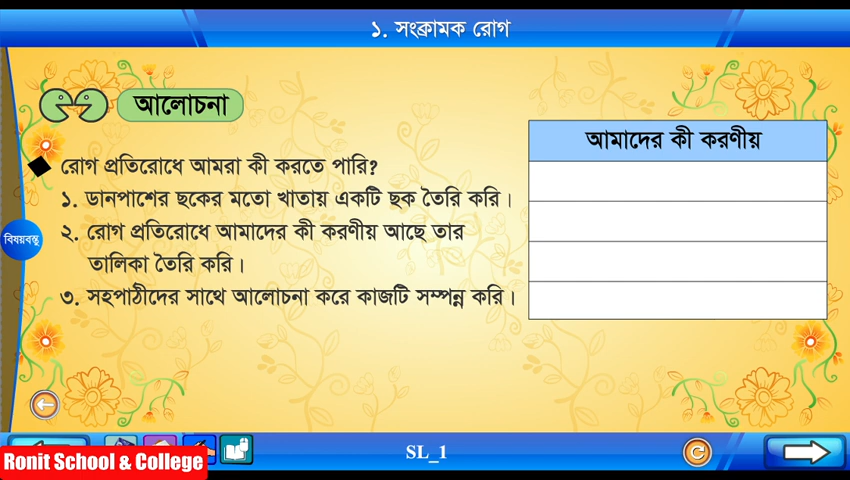 ১. সংক্রামক রোগ
আলোচনা
রোগ প্রতিরোধে আমরা কী করতে পারি?
১. ডানপাশের ছকের মতো খাতায় একটি ছক তৈরি করি।
২. রোগ প্রতিরোধে আমাদের কী করণীয় আছে তার
তালিকা তৈরি করি।
৩. সহপাঠীদের সাথে আলোচনা করে কাজটি সম্পন্ন করি।
আমাদের কী করণীয়
বিষয়বস্তু
SL_1
Ronit School & College